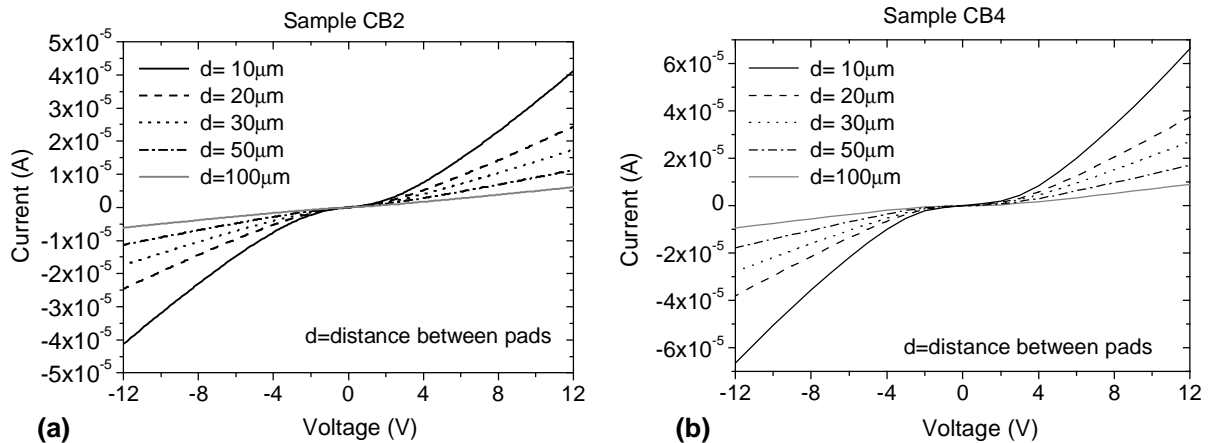 Sample CB2
5x10-5
4x10-5
3x10-5
2x10-5
1x10-5
0
-1x10-5
-2x10-5
-3x10-5
-4x10-5
-5x10-5
Current (A)
d= 10μm
d= 20μm
d= 30μm
d= 50μm
d=100μm
d=distance between pads
-12 -8 -4 0 4 8 12
Voltage (V)
(a)
Sample CB4
6x10-5
4x10-5
2x10-5
0
-2x10-5
-4x10-5
-6x10-5
Current (A)
d= 10μm
d= 20μm
d= 30μm
d= 50μm
d=100μm
d=distance between pads
-12 -8 -4 0 4 8 12
Voltage (V)
(b)